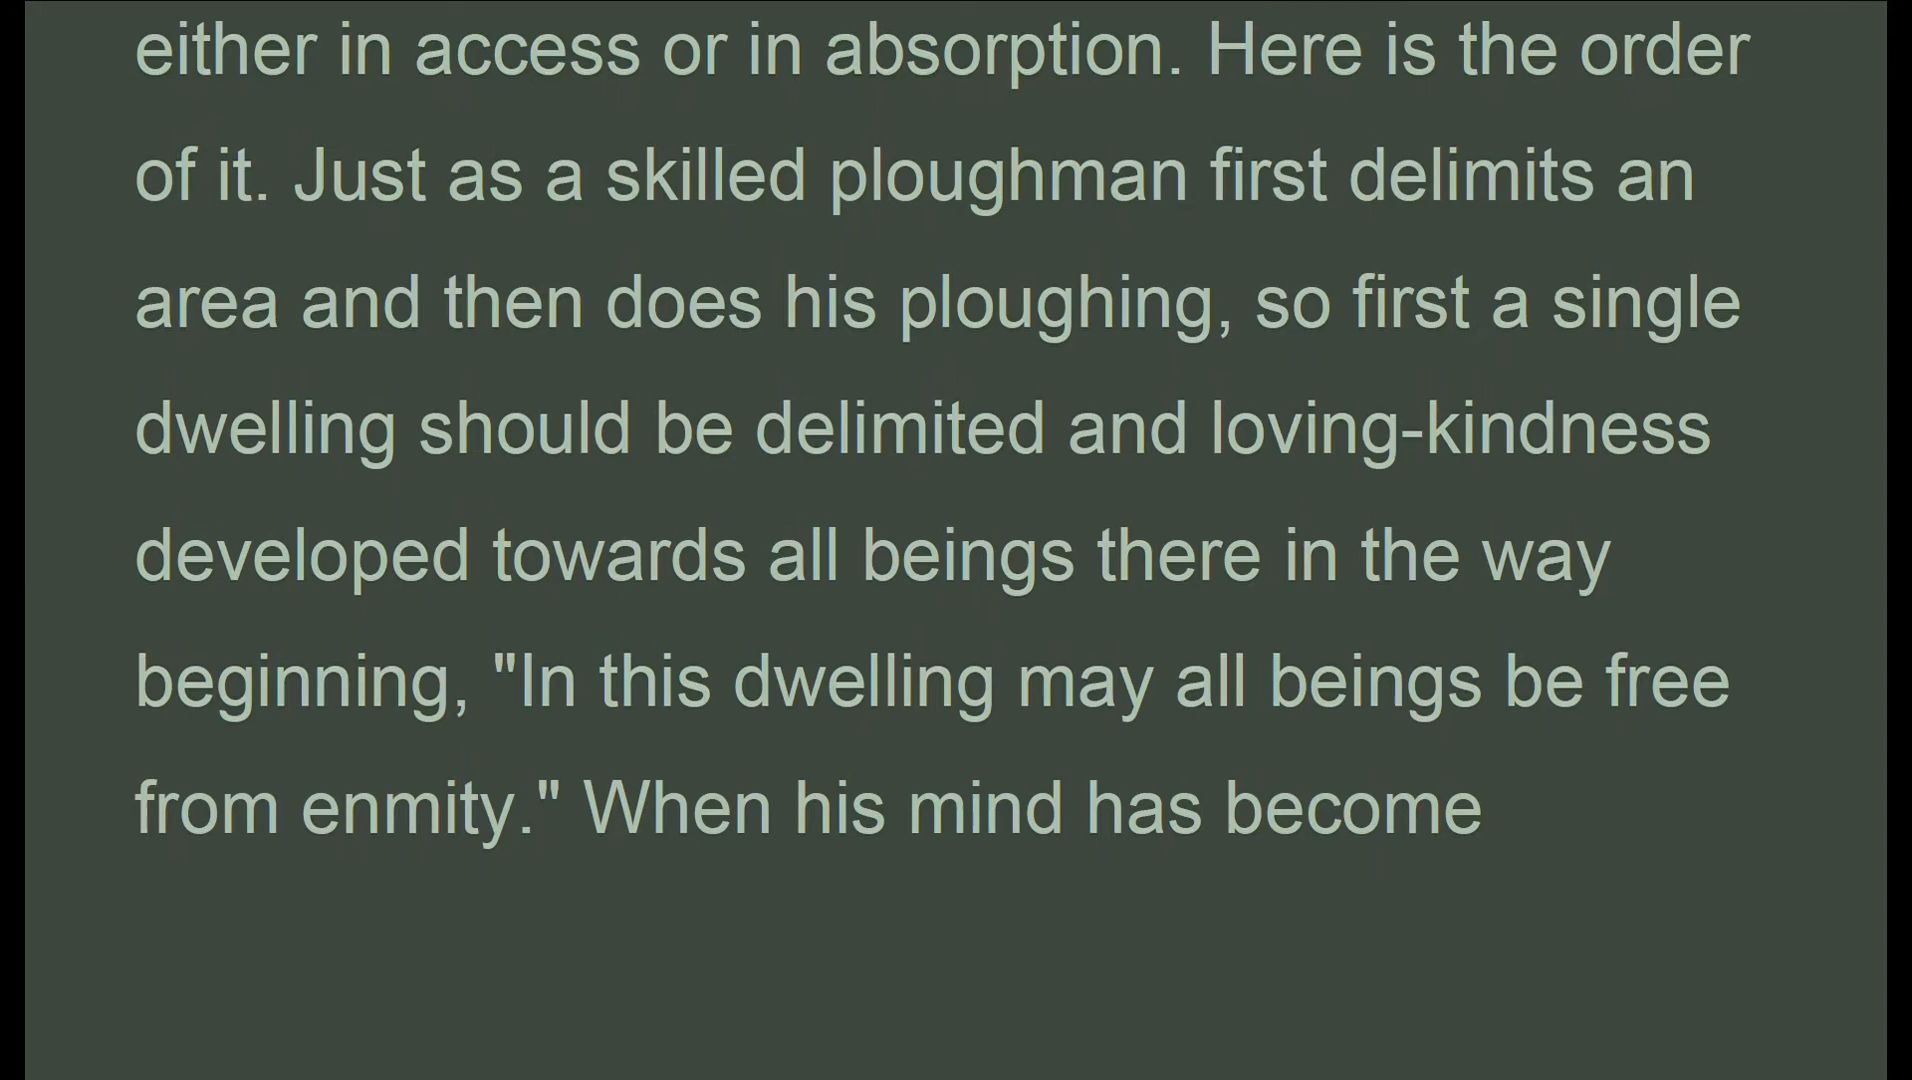 either in access or in absorption. Here is the order
of it. Just as a skilled ploughman first delimits an
area and then does his ploughing, so first a single
dwelling should be delimited and loving-kindness
developed towards all beings there in the way
beginning, "In this dwelling may all beings be free
from enmity." When his mind has become